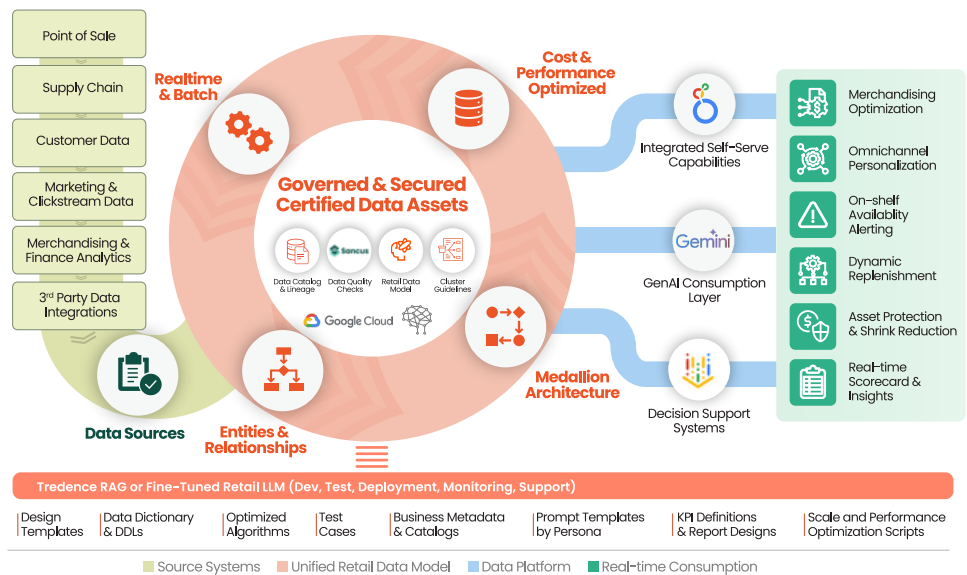 Point of Sale
Supply Chain
Customer Data
Marketing &
Clickstream Data
Merchandising &
Finance Analytics
3rd Party Data
Integrations
Data Sources
Realtime
& Batch
Cost &
Performance
Optimized
Governed & Secured
Certified Data Assets
Data Catalog
& Lineage
Sancus
Data Quality
Checks
Retail Data
Model
Cluster
Guidelines
Google Cloud
Entities &
Relationships
Medallion
Architecture
Integrated Self-Serve
Capabilities
Gemini
GenAI Consumption
Layer
Decision Support
Systems
Merchandising
Optimization
Omnichannel
Personalization
On-shelf
Availablity
Alerting
Dynamic
Replenishment
Asset Protection
& Shrink Reduction
Real-time
Scorecard &
Insights
Tredence RAG or Fine-Tuned Retail LLM (Dev, Test, Deployment, Monitoring, Support)
Design
Templates
Data Dictionary
& DDLs
Optimized
Algorithms
Test
Cases
Business Metadata
& Catalogs
Prompt Templates
by Persona
KPI Definitions
& Report Designs
Scale and Performance
Optimization Scripts
Source Systems
Unified Retail Data Model
Data Platform
Real-time Consumption